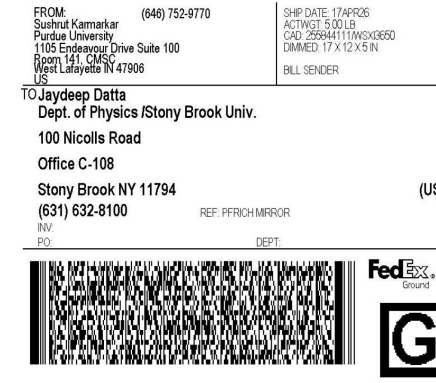 FROM: (646) 752-9770
Sushrut Karmarkar
Purdue University
1105 Endeavour Drive Suite 100
Room 141, CMSC
West Lafayette IN 47906
US
SHIP DATE: 17APR26
ACTWGT: 5.00 LB
CAD: 255844111/WSXI3650
DIMMED: 17 X 12 X 5 IN
BILL SENDER
TO Jaydeep Datta
Dept. of Physics /Stony Brook Univ.
100 Nicolls Road
Office C-108
Stony Brook NY 11794 (US
(631) 632-8100 REF: PFRICH MIRROR
INV:
PO: DEPT:
FedEx.
Ground
G